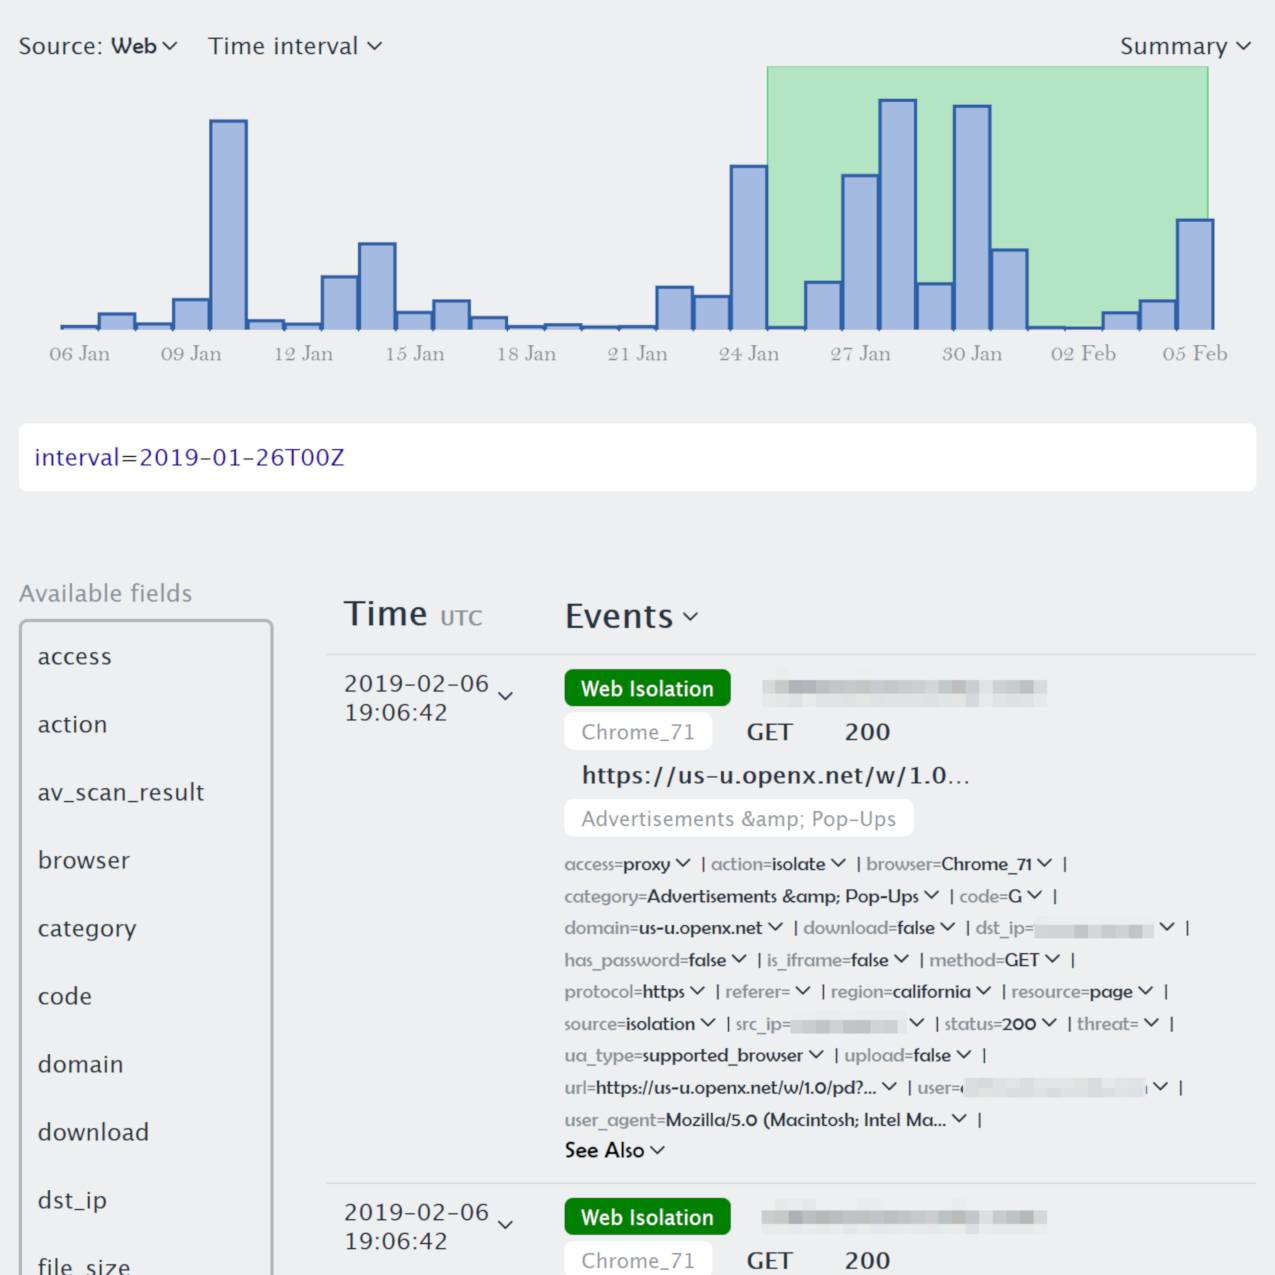 Source: Web Time interval Summary
06 Jan 09 Jan 12 Jan 15 Jan 18 Jan 21 Jan 24 Jan 27 Jan 30 Jan 02 Feb 05 Feb
interval=2019-01-26T00Z
Available fields
access
action
av_scan_result
browser
category
code
domain
download
dst_ip
file_size
Time UTC Events
2019-02-06
19:06:42
Web Isolation
Chrome_71 GET 200
https://us-u.openx.net/w/1.0...
Advertisements &amp; Pop-Ups
access=proxy | action=isolate | browser=Chrome_71 |
category=Advertisements &amp; Pop-Ups | code=G |
domain=us-u.openx.net | download=false | dst_ip= |
has_password=false | is_iframe=false | method=GET |
protocol=https | referer= | region=california | resource=page |
source=isolation | src_ip= | status=200 | threat= |
ua_type=supported_browser | upload=false |
url=https://us-u.openx.net/w/1.0/pd?... | user= |
user_agent=Mozilla/5.0 (Macintosh; Intel Ma... |
See Also
2019-02-06
19:06:42
Web Isolation
Chrome_71 GET 200